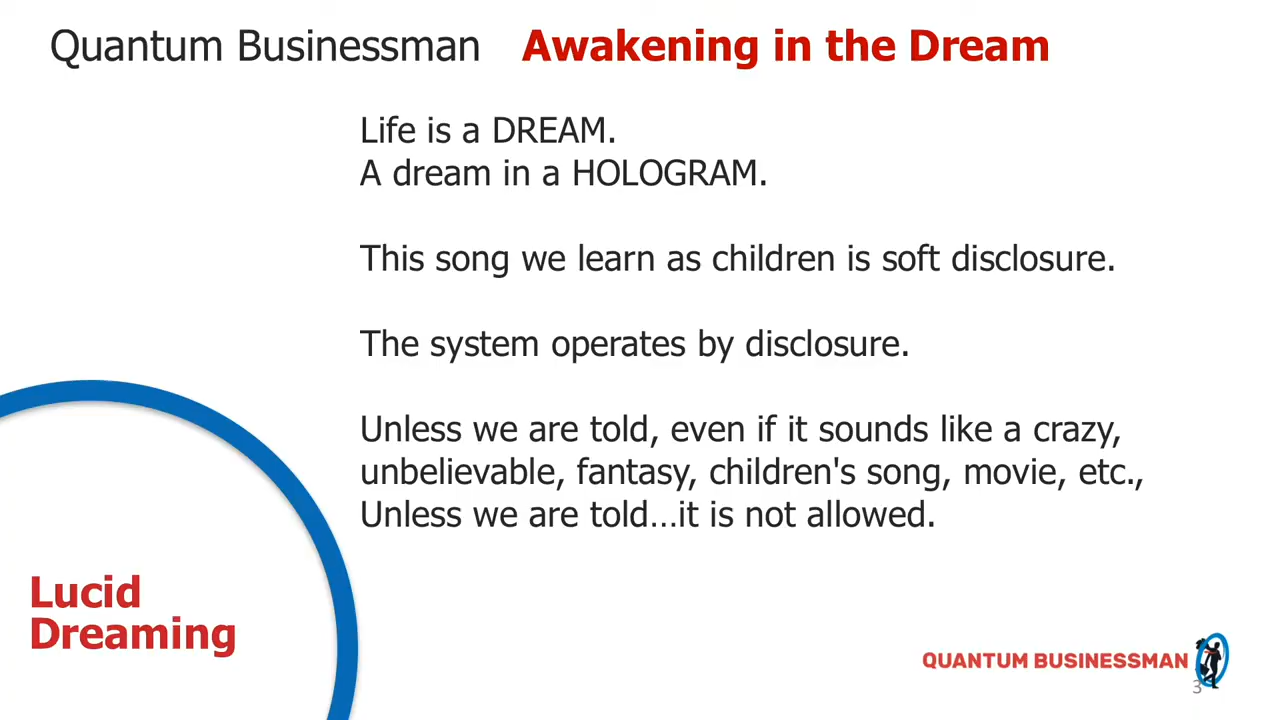 Quantum Businessman Awakening in the Dream
Life is a DREAM.
A dream in a HOLOGRAM.
This song we learn as children is soft disclosure.
The system operates by disclosure.
Unless we are told, even if it sounds like a crazy,
unbelievable, fantasy, children's song, movie, etc.,
Unless we are told…it is not allowed.
Lucid
Dreaming
QUANTUM BUSINESSMAN
3